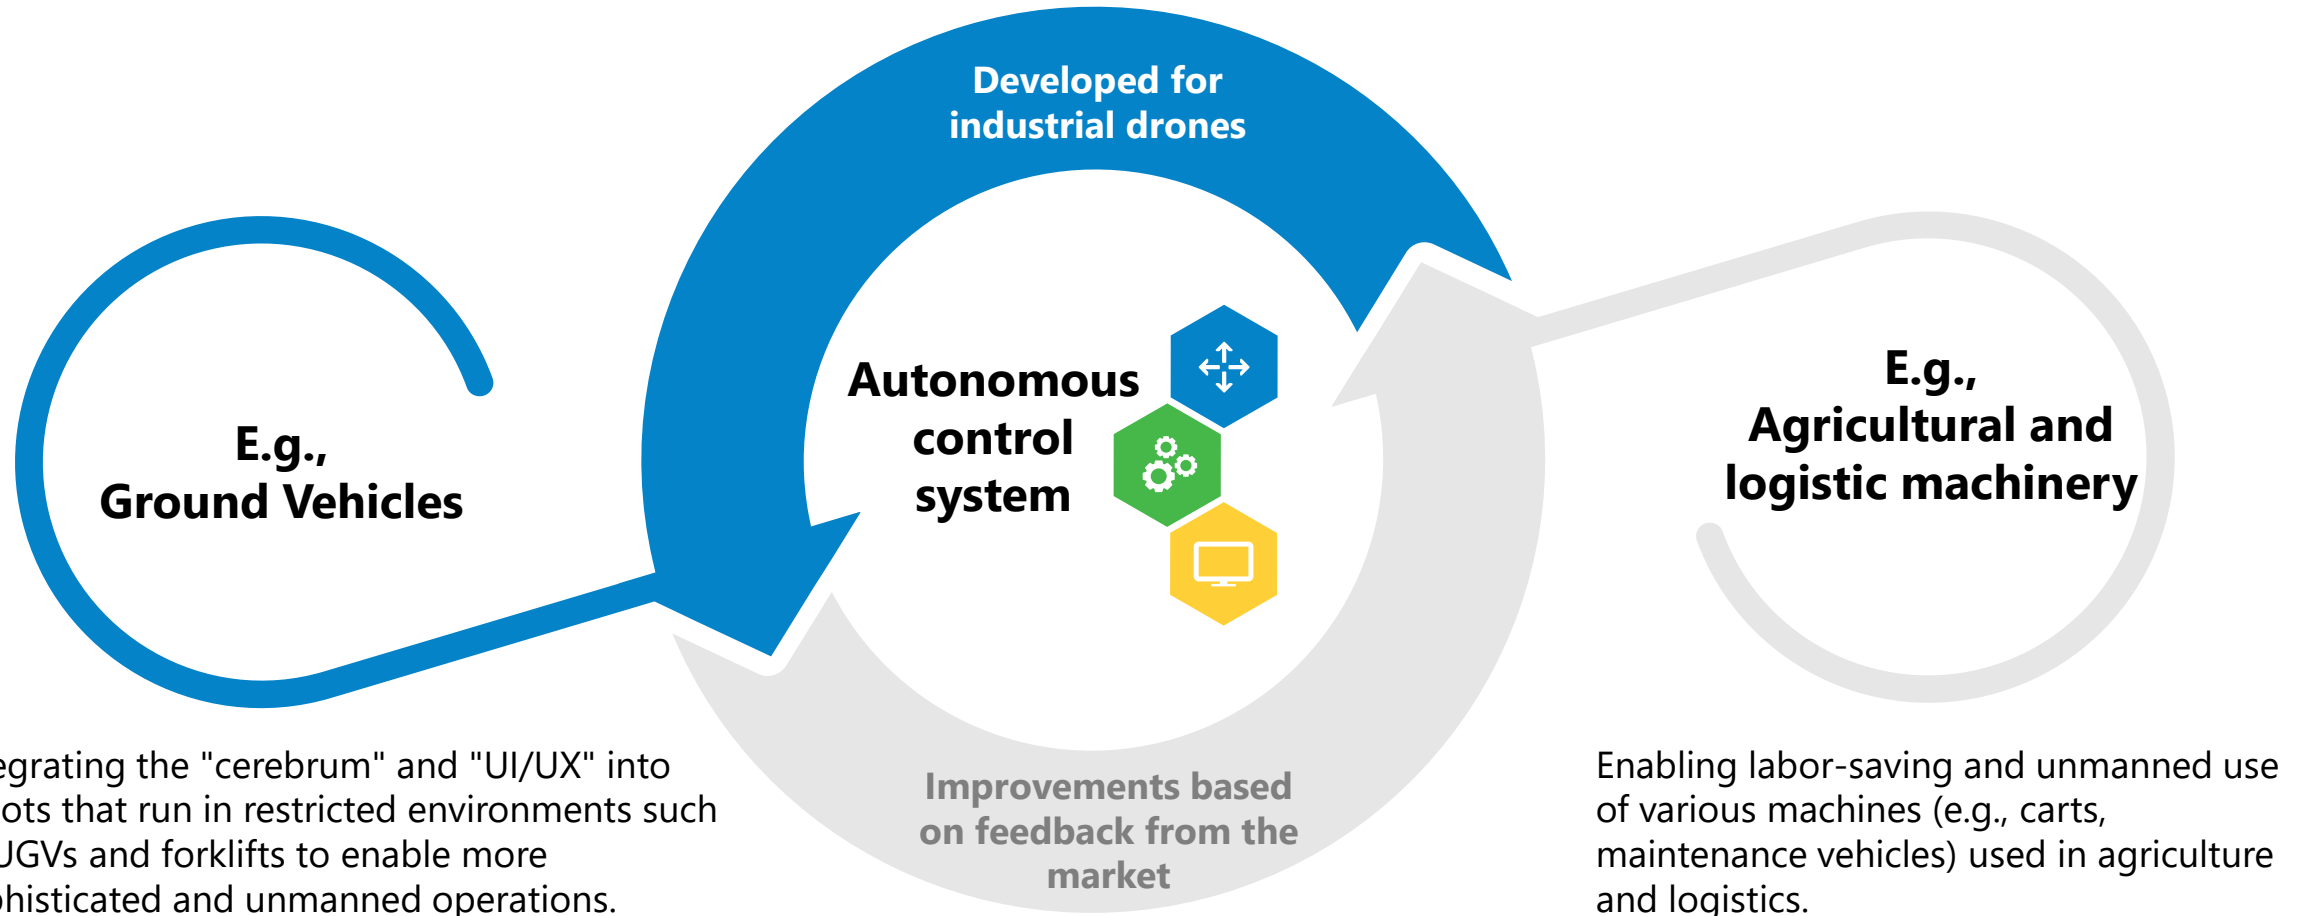 Developed for
industrial drones
Autonomous
control
system
E.g.,
Ground Vehicles
E.g.,
Agricultural and
logistic machinery
Improvements based
on feedback from the
market
egrating the "cerebrum" and "UI/UX" into
ots that run in restricted environments such
UGVs and forklifts to enable more
phisticated and unmanned operations.
Enabling labor-saving and unmanned use
of various machines (e.g., carts,
maintenance vehicles) used in agriculture
and logistics.